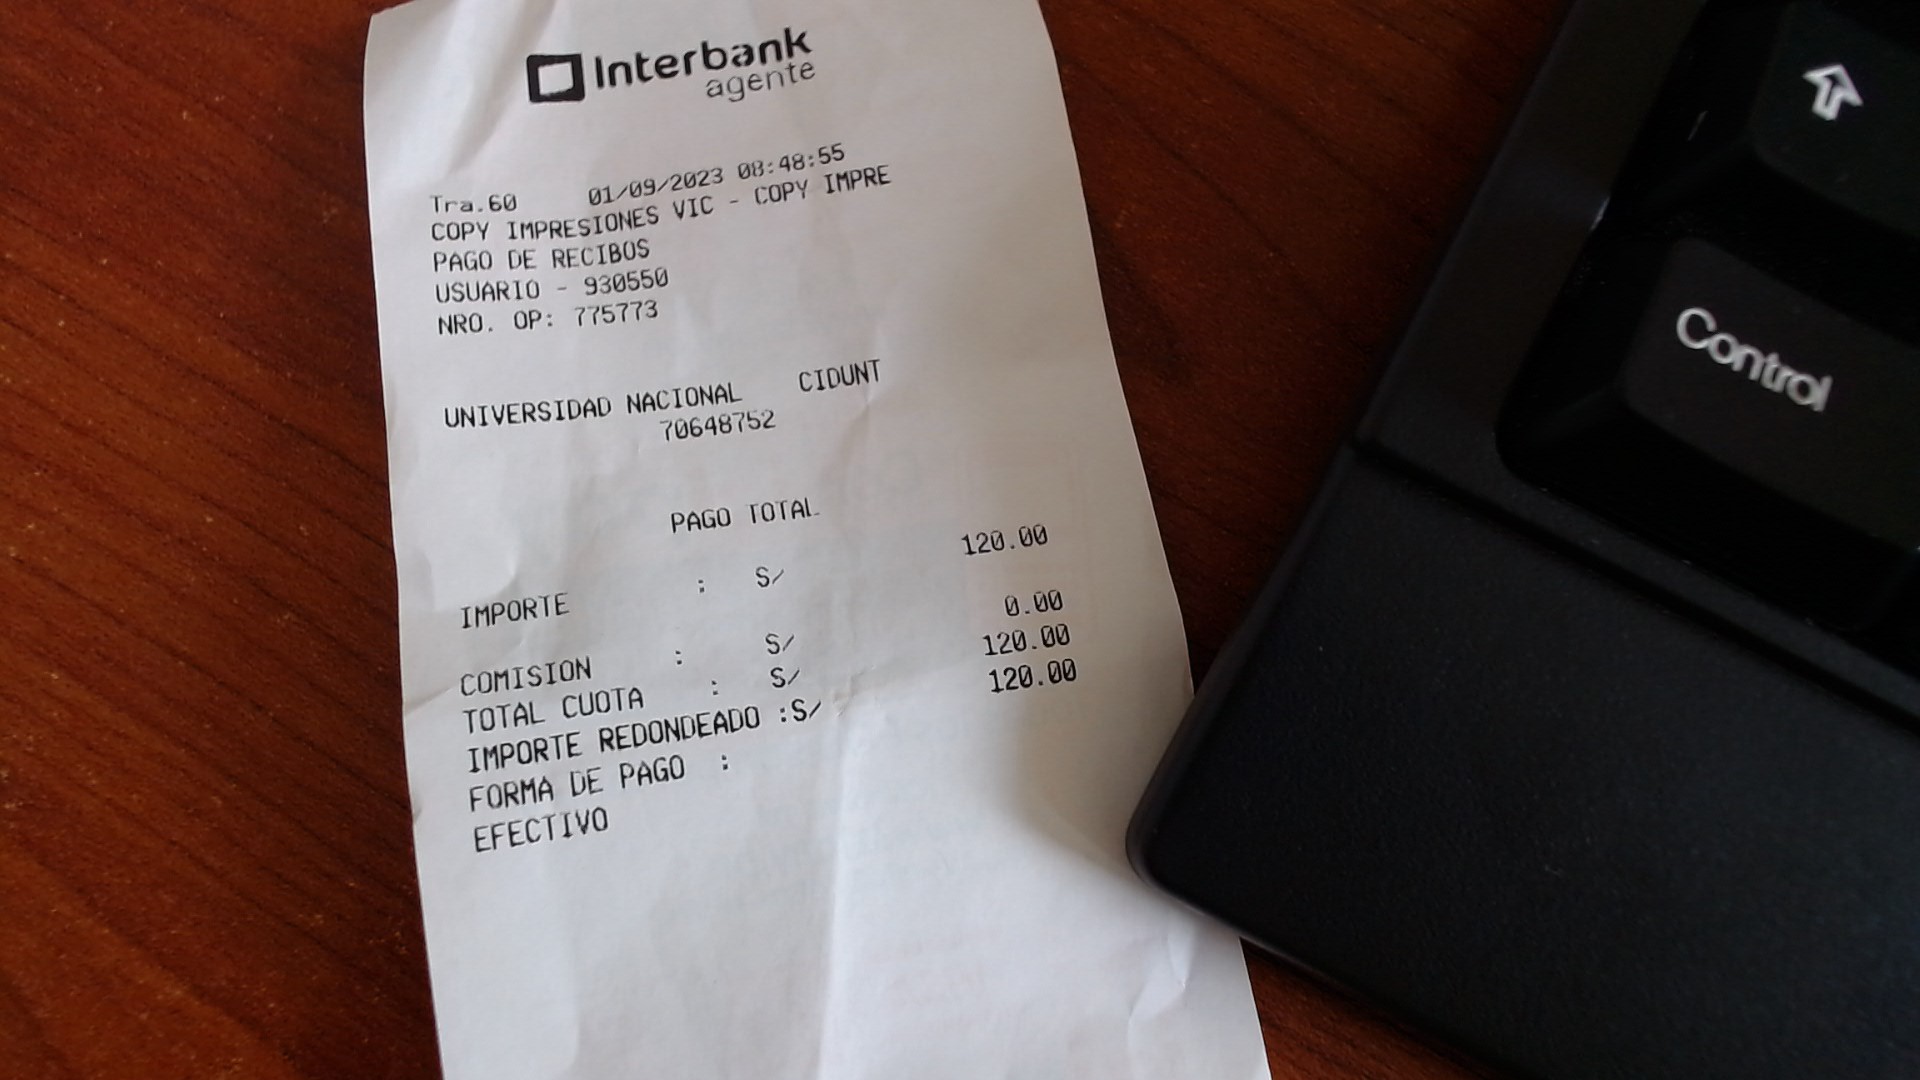 Interbank
agente
Tra.60 01/09/2023 08:48:55
COPY IMPRESIONES VIC - COPY IMPRE
PAGO DE RECIBOS
USUARIO - 930550
NRO. OP: 775773
UNIVERSIDAD NACIONAL CIDUNT
70648752
PAGO TOTAL
IMPORTE : S/ 120.00
COMISION : S/ 0.00
TOTAL CUOTA : S/ 120.00
IMPORTE REDONDEADO :S/ 120.00
FORMA DE PAGO :
EFECTIVO
Control